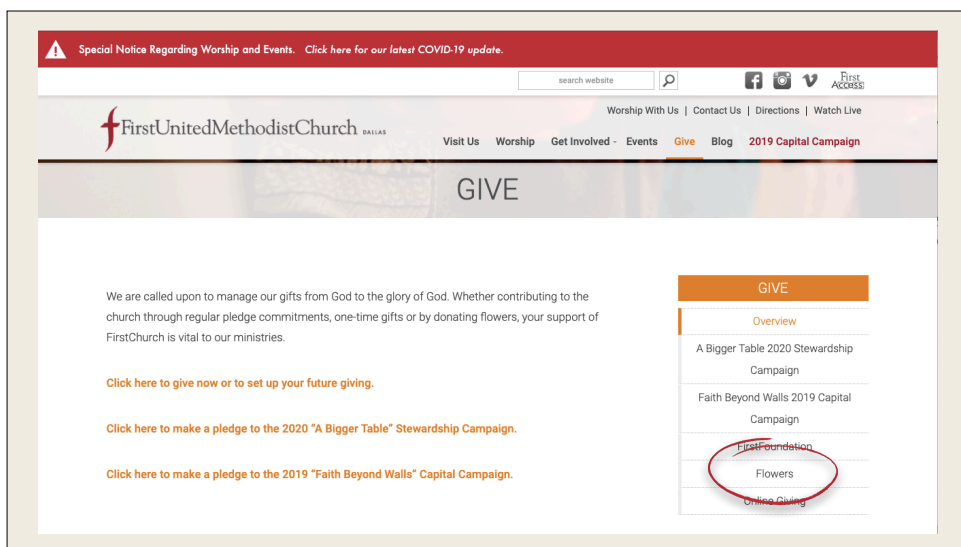 Special Notice Regarding Worship and Events. Click here for our latest COVID-19 update.
search website
First
Access
Worship With Us | Contact Us | Directions | Watch Live
FirstUnitedMethodistChurch DALLAS
Visit Us Worship Get Involved - Events Give Blog 2019 Capital Campaign
GIVE
We are called upon to manage our gifts from God to the glory of God. Whether contributing to the
church through regular pledge commitments, one-time gifts or by donating flowers, your support of
FirstChurch is vital to our ministries.
Click here to give now or to set up your future giving.
Click here to make a pledge to the 2020 “A Bigger Table” Stewardship Campaign.
Click here to make a pledge to the 2019 “Faith Beyond Walls” Capital Campaign.
GIVE
Overview
A Bigger Table 2020 Stewardship
Campaign
Faith Beyond Walls 2019 Capital
Campaign
FirstFoundation
Flowers
Online Giving